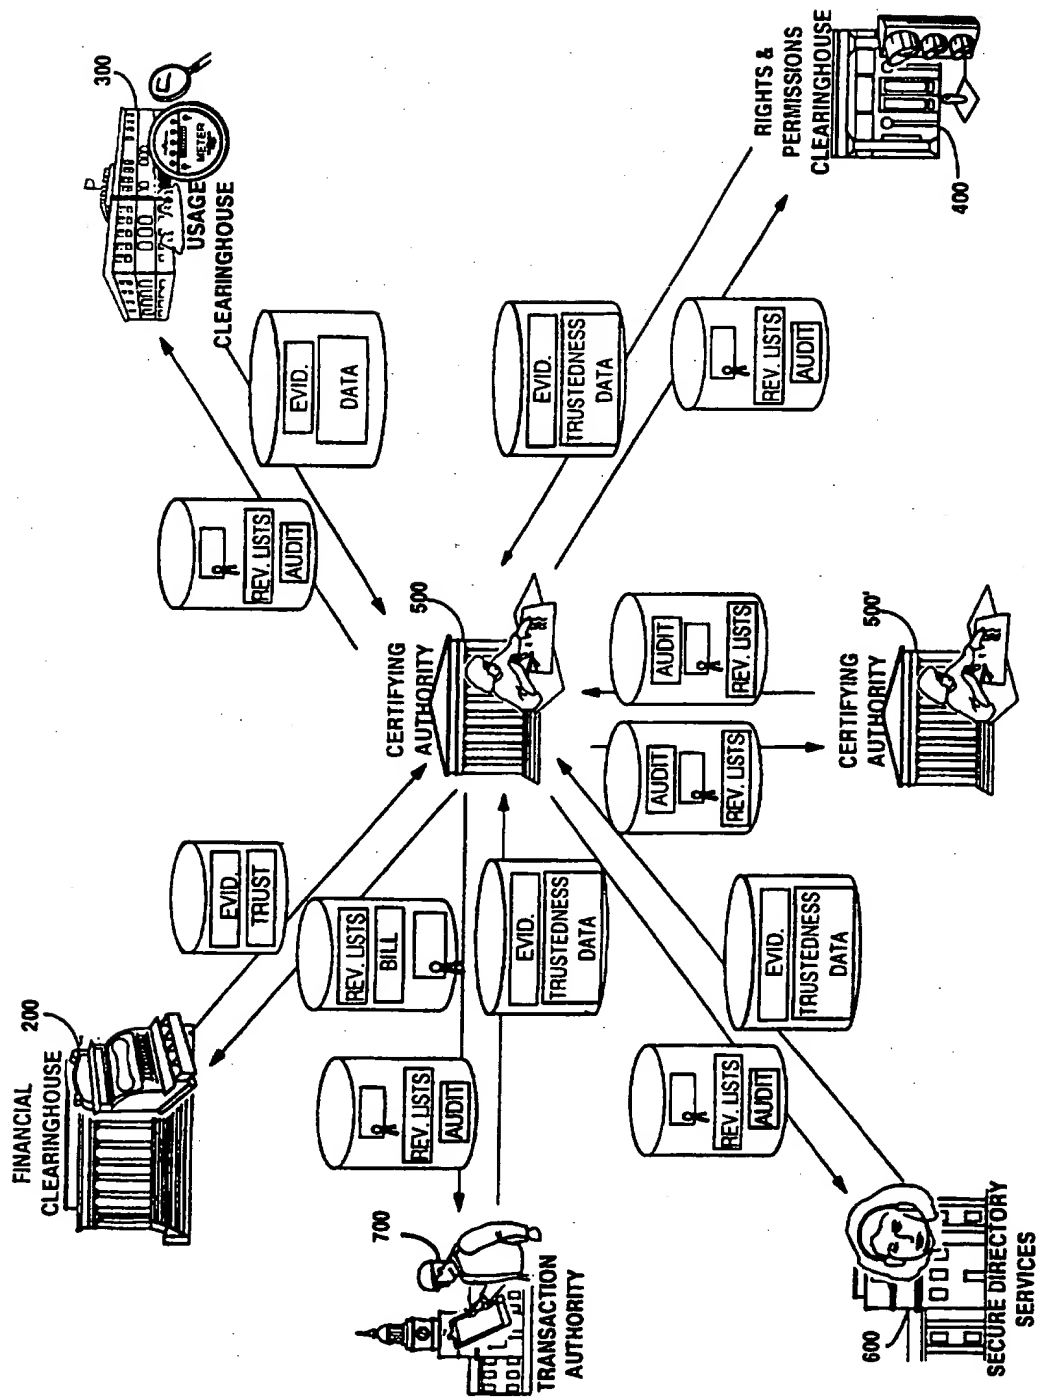 FINANCIAL
CLEARINGHOUSE
200
EVID.
TRUST
REV. LISTS
BILL
REV. LISTS
AUDIT
300
METER
USAGE
CLEARINGHOUSE
EVID.
DATA
REV. LISTS
AUDIT
TRANSACTION
AUTHORITY
700
EVID.
TRUSTEDNESS
DATA
CERTIFYING
AUTHORITY
500
EVID.
TRUSTEDNESS
DATA
RIGHTS &
PERMISSIONS
CLEARINGHOUSE
400
REV. LISTS
AUDIT
AUDIT
REV. LISTS
AUDIT
REV. LISTS
EVID.
TRUSTEDNESS
DATA
REV. LISTS
AUDIT
SECURE DIRECTORY
SERVICES
600
CERTIFYING
AUTHORITY
500'